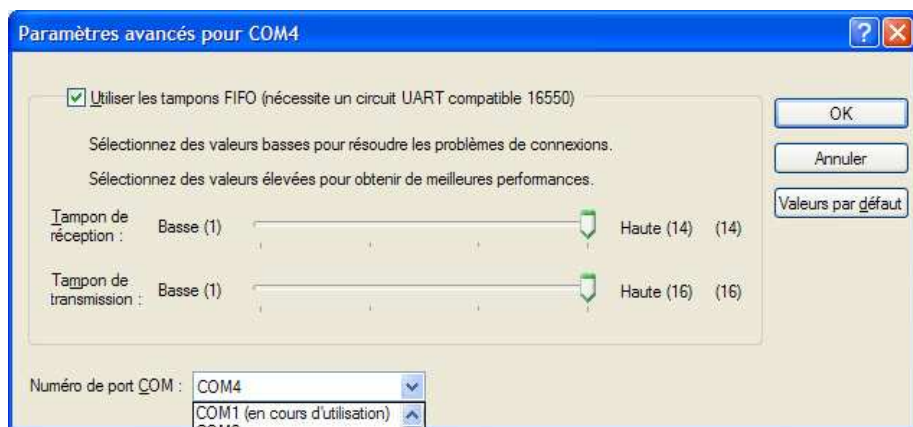 Paramètres avancés pour COM4
Utiliser les tampons FIFO (nécessite un circuit UART compatible 16550)
OK
Sélectionnez des valeurs basses pour résoudre les problèmes de connexions.
Annuler
Sélectionnez des valeurs élevées pour obtenir de meilleures performances.
Valeurs par défaut
Tampon de
réception :
Basse (1)
Haute (14)
(14)
Tampon de
transmission :
Basse (1)
Haute (16)
(16)
Numéro de port COM :
COM4
COM1 (en cours d'utilisation)